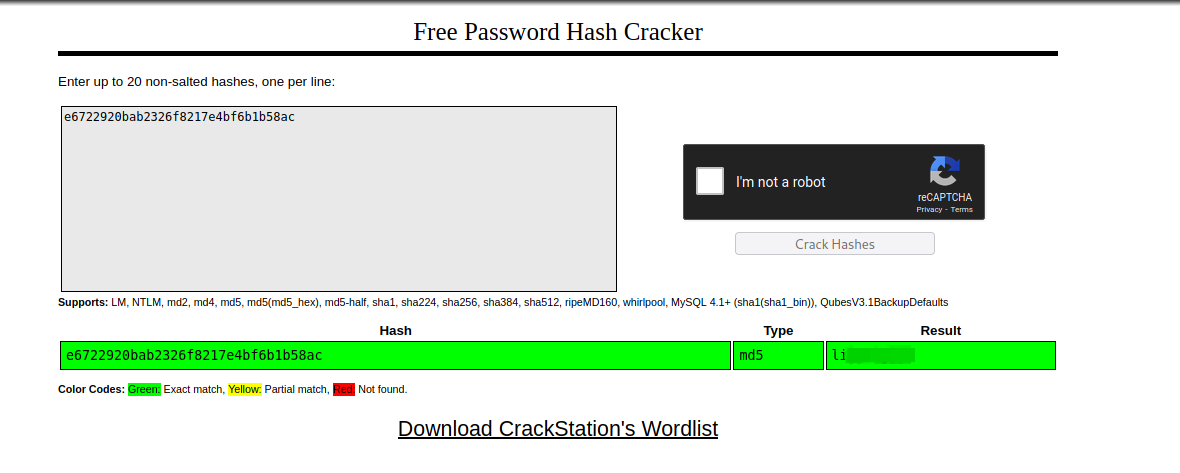 Free Password Hash Cracker
Enter up to 20 non-salted hashes, one per line:
e6722920bab2326f8217e4bf6b1b58ac
I'm not a robot
reCAPTCHA
Privacy - Terms
Crack Hashes
Supports: LM, NTLM, md2, md4, md5, md5(md5_hex), md5-half, sha1, sha224, sha256, sha384, sha512, ripeMD160, whirlpool, MySQL 4.1+ (sha1(sha1_bin)), QubesV3.1BackupDefaults
Hash Type Result
e6722920bab2326f8217e4bf6b1b58ac md5
Color Codes: Green: Exact match, Yellow: Partial match, Red: Not found.
Download CrackStation's Wordlist